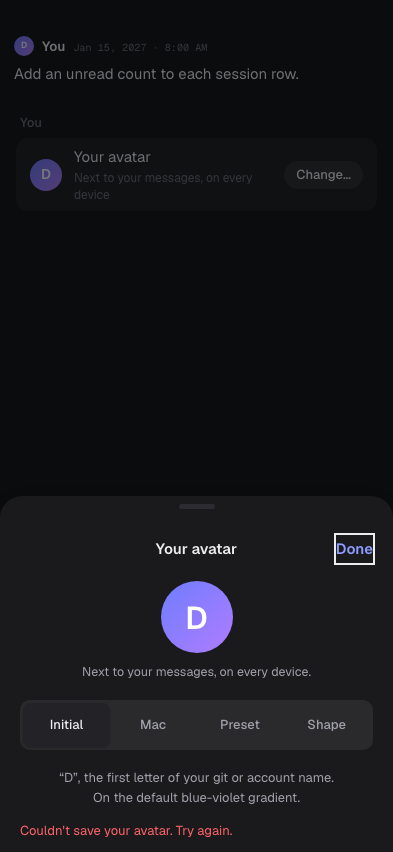 D You Jan 15, 2027 · 8:00 AM
Add an unread count to each session row.
You
D
Your avatar
Next to your messages, on every
device
Change…
Your avatar
Done
D
Next to your messages, on every device.
Initial Mac Preset Shape
“D”, the first letter of your git or account name.
On the default blue-violet gradient.
Couldn't save your avatar. Try again.